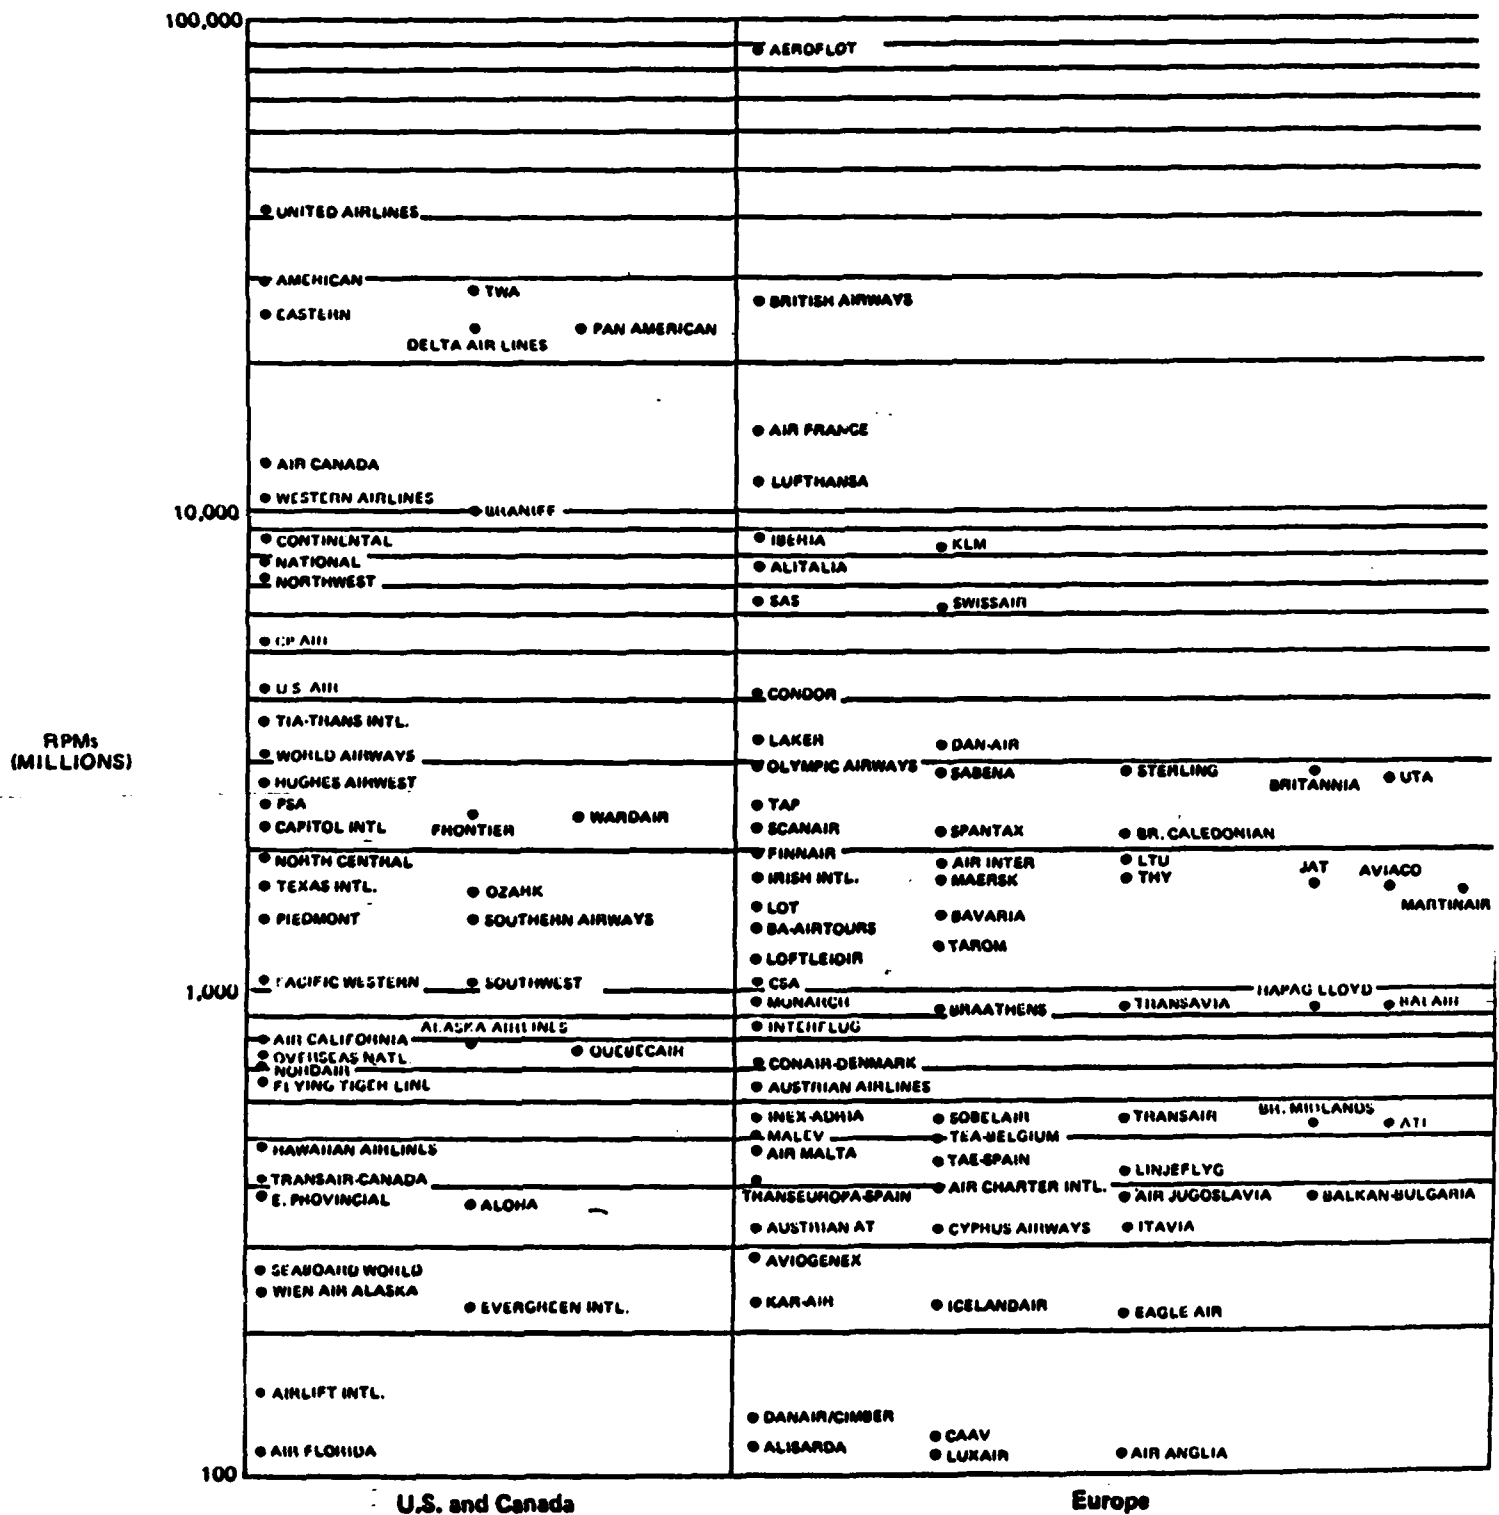 100,000
AEROFLOT
UNITED AIRLINES
AMERICAN
TWA
BRITISH AIRWAYS
EASTERN
PAN AMERICAN
DELTA AIR LINES
AIR FRANCE
AIR CANADA
LUFTHANSA
WESTERN AIRLINES
10,000
BRANIFF
CONTINENTAL
IBERIA
KLM
NATIONAL
ALITALIA
NORTHWEST
SAS
SWISSAIR
CP AIR
U.S. AIR
CONDOR
TIA-TRANS INTL.
RPMs
(MILLIONS)
LAKER
DAN-AIR
WORLD AIRWAYS
OLYMPIC AIRWAYS
SABENA
STERLING
BRITANNIA
UTA
HUGHES AIRWEST
PSA
TAP
WARDAIR
CAPITOL INTL
FRONTIER
SCANAIR
SPANTAX
BR. CALEDONIAN
NORTH CENTRAL
FINNAIR
AIR INTER
LTU
JAT
AVIACO
TEXAS INTL.
OZARK
IRISH INTL.
MAERSK
THY
MARTINAIR
LOT
PIEDMONT
SOUTHERN AIRWAYS
BAVARIA
BA-AIRTOURS
TAROM
LOFTLEIDIR
PACIFIC WESTERN
SOUTHWEST
CSA
1,000
HAPAG LLOYD
MONARCH
BRAATHENS
TRANSAVIA
BALAIR
ALASKA AIRLINES
INTERFLUG
AIR CALIFORNIA
OVERSEAS NATL.
QUEBECAIR
NORDAIR
CONAIR-DENMARK
FLYING TIGER LINE
AUSTRIAN AIRLINES
INEX-ADRIA
SOBELAIR
TRANSAIR
BR. MIDLANDS
ATI
MALEV
TEA-BELGIUM
HAWAIIAN AIRLINES
AIR MALTA
TAE-SPAIN
LINJEFLYG
TRANSAIR-CANADA
E. PROVINCIAL
ALOHA
TRANSEUROPA-SPAIN
AIR CHARTER INTL.
AIR JUGOSLAVIA
BALKAN-BULGARIA
AUSTRIAN AT
CYPRUS AIRWAYS
ITAVIA
AVIOGENEX
SEABOARD WORLD
WIEN AIR ALASKA
EVERGREEN INTL.
KAR-AIR
ICELANDAIR
EAGLE AIR
AIRLIFT INTL.
DANAIR/CIMBER
CAAV
AIR FLORIDA
ALISARDA
LUXAIR
AIR ANGLIA
100
U.S. and Canada
Europe